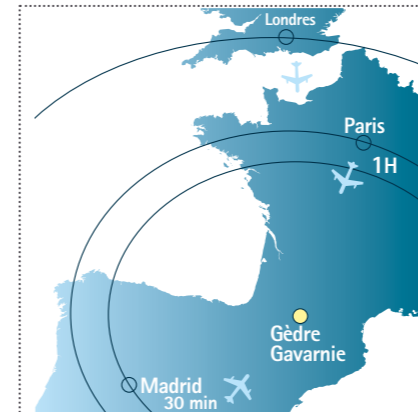 Londres
Paris
1H
Gèdre
Gavarnie
Madrid
30 min